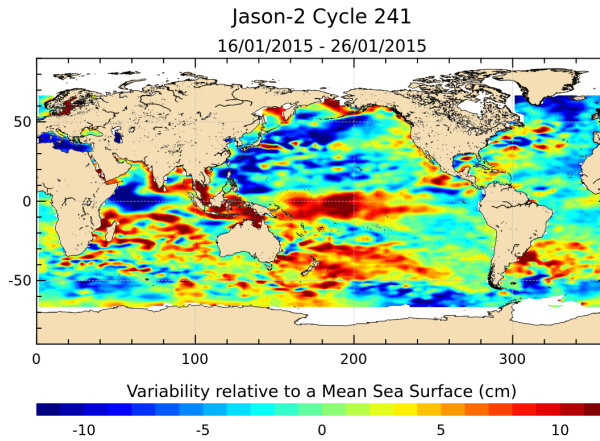 Jason-2 Cycle 241
16/01/2015 - 26/01/2015
50
0
-50
0 100 200 300
Variability relative to a Mean Sea Surface (cm)
-10 -5 0 5 10